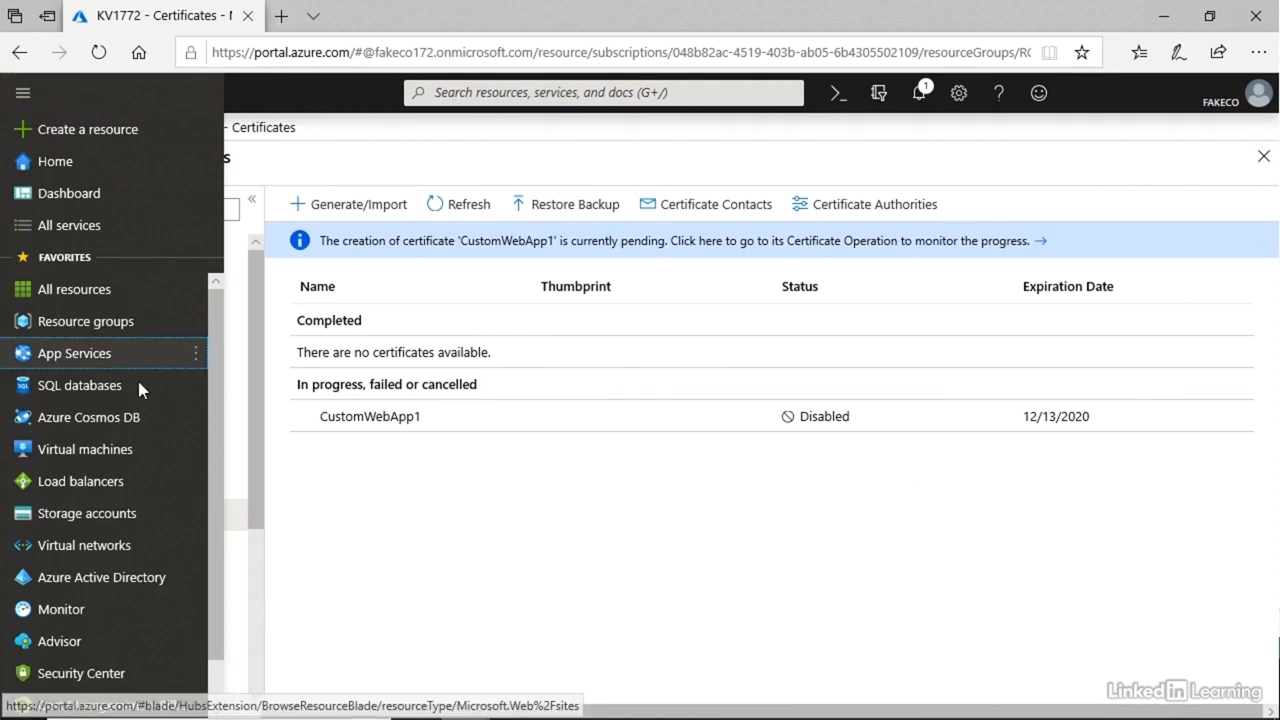 KV1772 - Certificates - M
https://portal.azure.com/#@fakeco172.onmicrosoft.com/resource/subscriptions/048b82ac-4519-403b-ab05-6b4305502109/resourceGroups/RG
Search resources, services, and docs (G+/)
1
FAKECO
Create a resource
Home
Dashboard
All services
FAVORITES
All resources
Resource groups
App Services
SQL databases
Azure Cosmos DB
Virtual machines
Load balancers
Storage accounts
Virtual networks
Azure Active Directory
Monitor
Advisor
Security Center
https://portal.azure.com/#blade/HubsExtension/BrowseResourceBlade/resourceType/Microsoft.Web%2Fsites
- Certificates
s
Generate/Import Refresh Restore Backup Certificate Contacts Certificate Authorities
The creation of certificate 'CustomWebApp1' is currently pending. Click here to go to its Certificate Operation to monitor the progress. →
Name Thumbprint Status Expiration Date
Completed
There are no certificates available.
In progress, failed or cancelled
CustomWebApp1 Disabled 12/13/2020
LinkedIn Learning